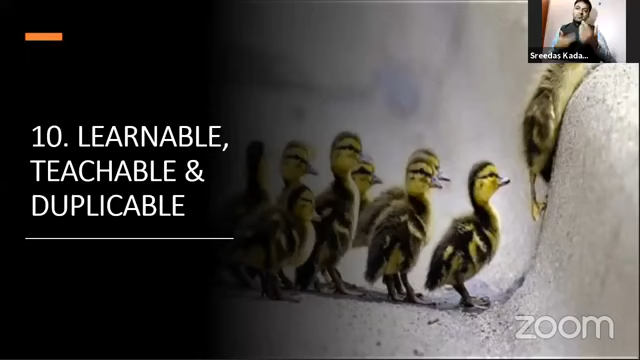 Sreedas Kada...
10. LEARNABLE,
TEACHABLE &
DUPLICABLE
zoom